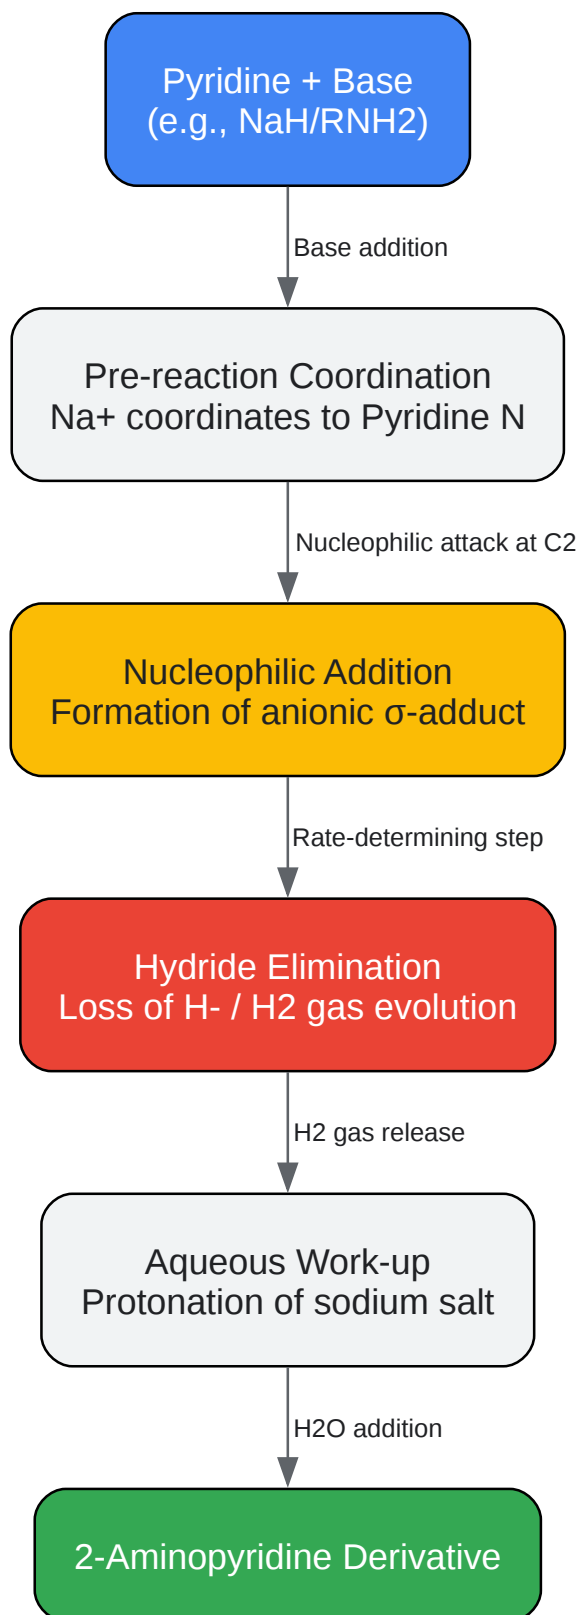 Pyridine + Base
(e.g., NaH/RNH2)
Base addition
Pre-reaction Coordination
Na+ coordinates to Pyridine N
Nucleophilic attack at C2
Nucleophilic Addition
Formation of anionic σ-adduct
Rate-determining step
Hydride Elimination
Loss of H- / H2 gas evolution
H2 gas release
Aqueous Work-up
Protonation of sodium salt
H2O addition
2-Aminopyridine Derivative